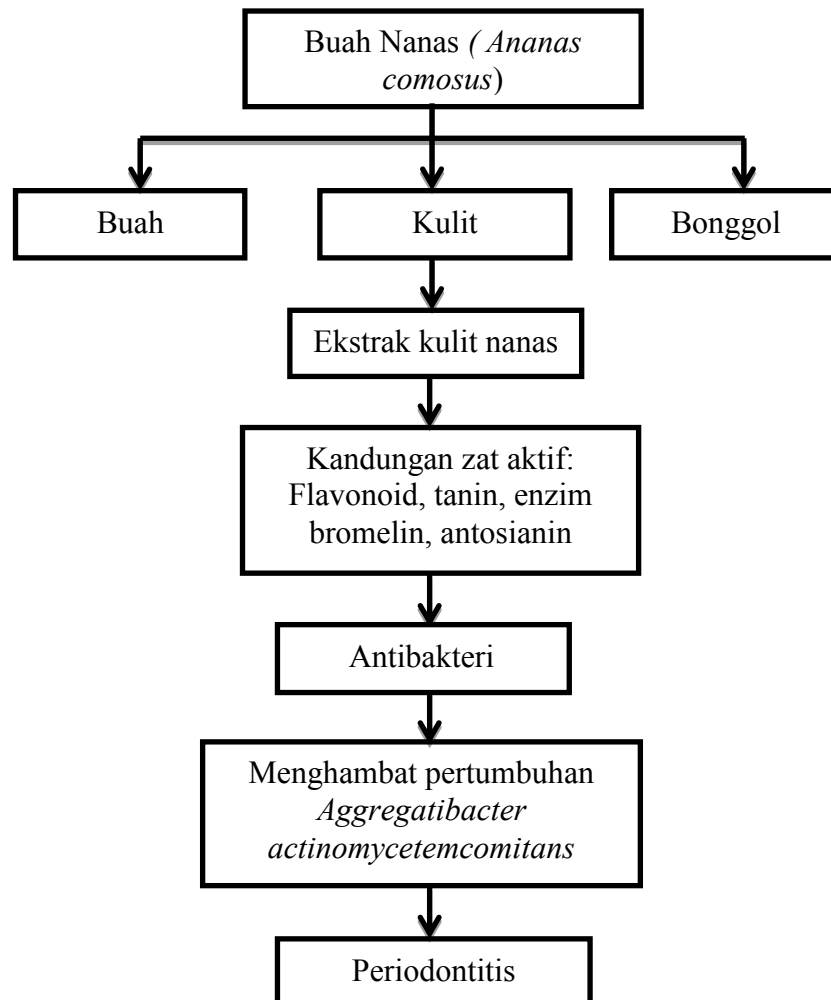 Buah Nanas ( Ananas
comosus)
Buah
Kulit
Bonggol
Ekstrak kulit nanas
Kandungan zat aktif:
Flavonoid, tanin, enzim
bromelin, antosianin
Antibakteri
Menghambat pertumbuhan
Aggregatibacter
actinomycetemcomitans
Periodontitis